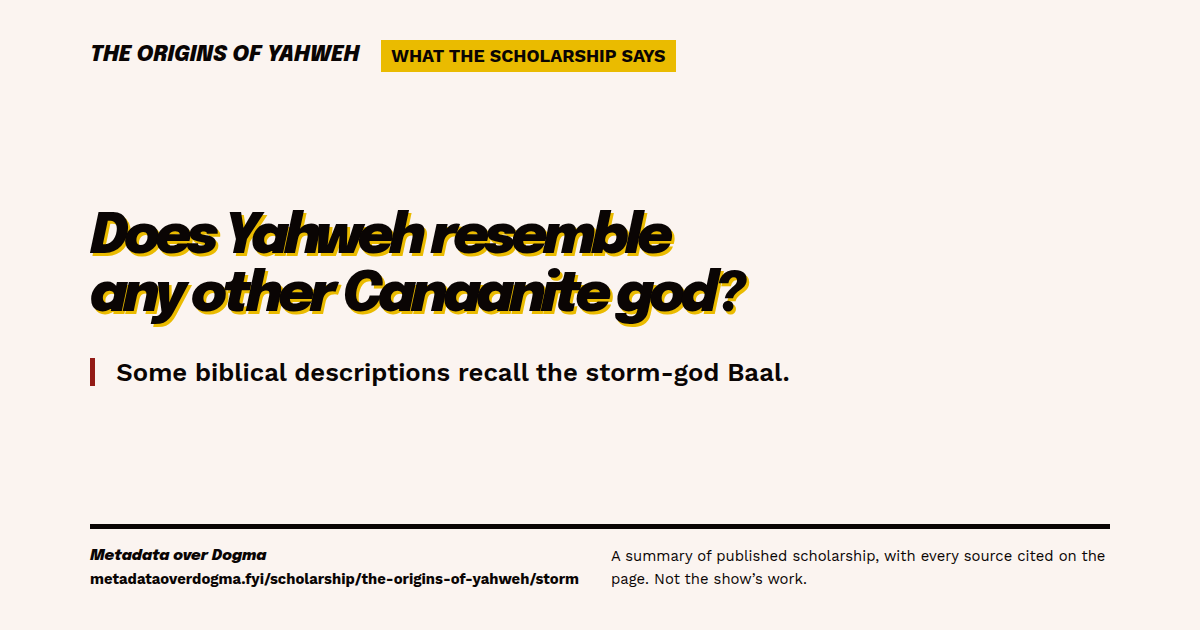 THE ORIGINS OF YAHWEH
WHAT THE SCHOLARSHIP SAYS
Does Yahweh resemble
any other Canaanite god?
Some biblical descriptions recall the storm-god Baal.
Metadata over Dogma
metadataoverdogma.fyi/scholarship/the-origins-of-yahweh/storm
A summary of published scholarship, with every source cited on the
page. Not the show’s work.